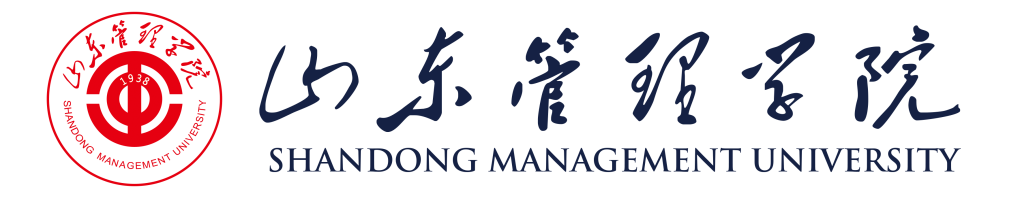 山东管理学院
1938
SHANDONG MANAGEMENT UNIVERSITY
山东管理学院
SHANDONG MANAGEMENT UNIVERSITY